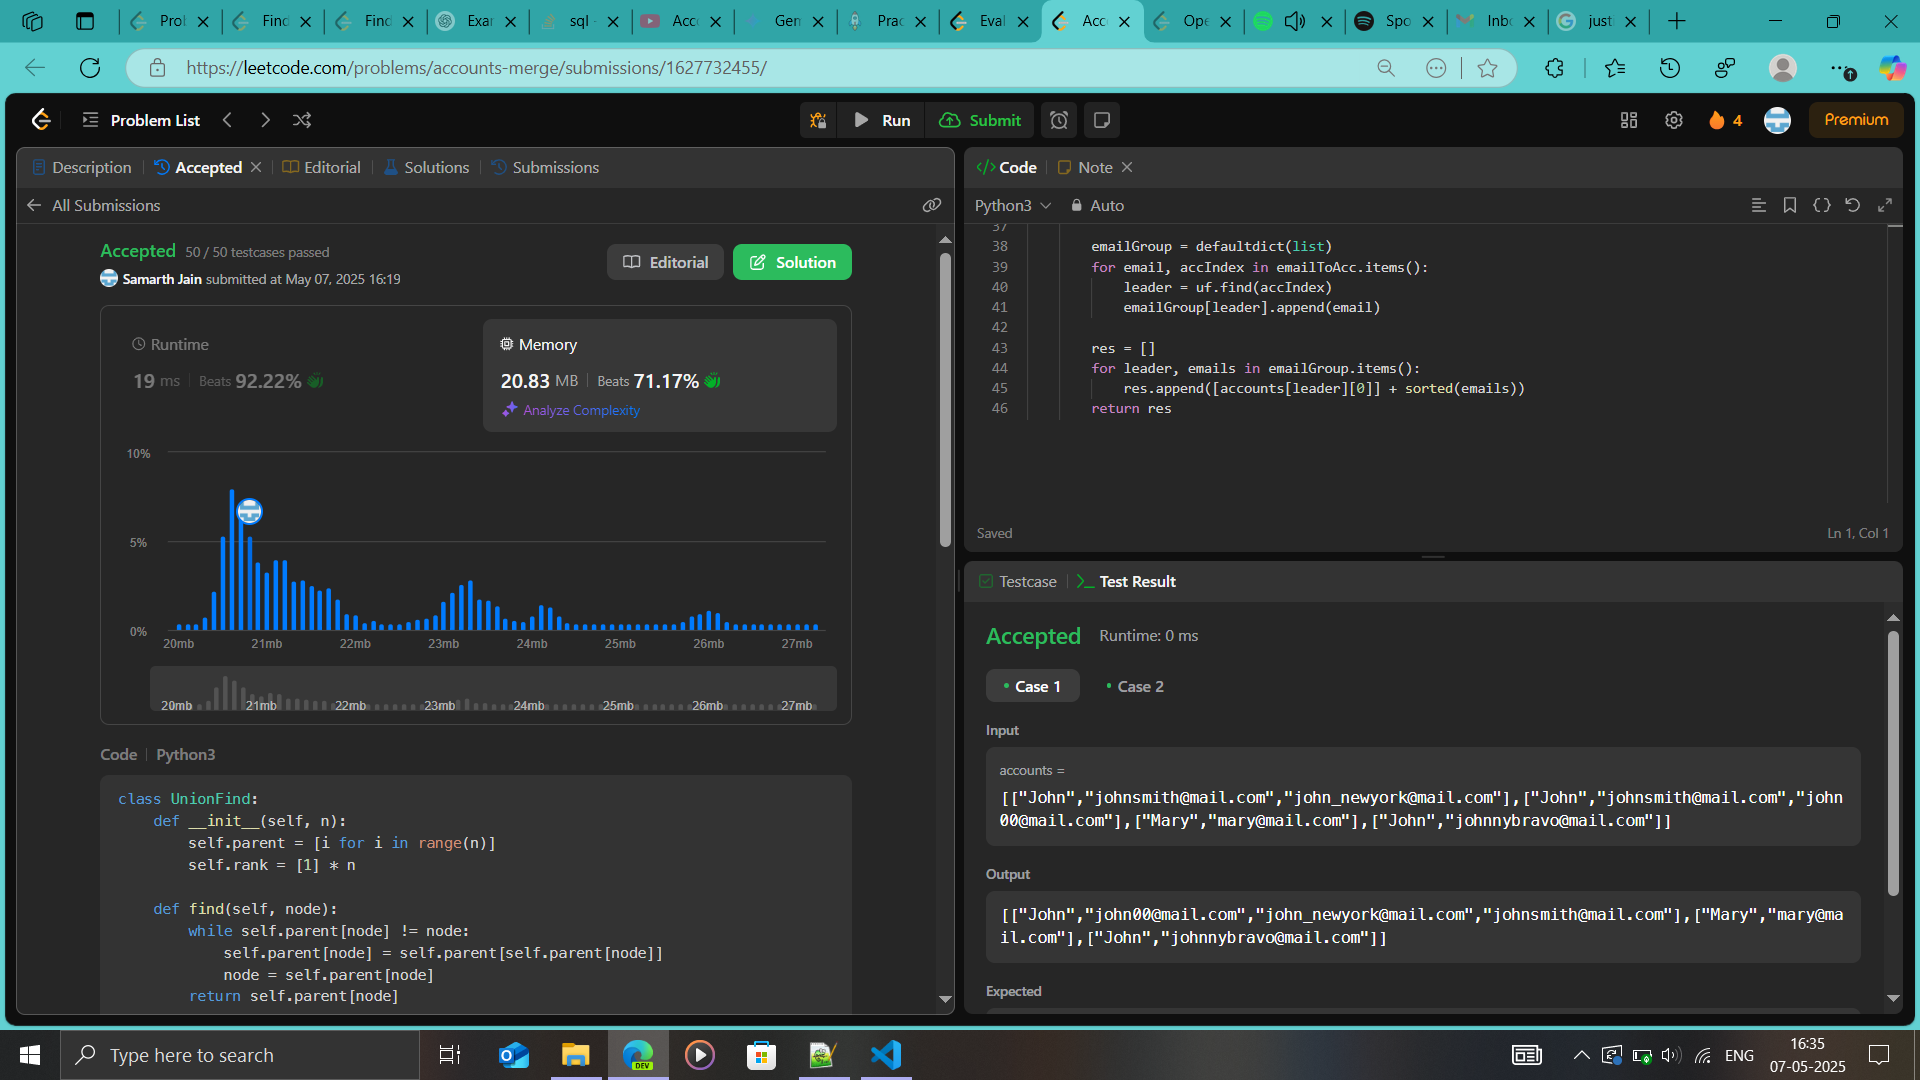 Prob
Find
Find
Exan
sql -
Acco
Gem
Prac
Eval
Acc
Ope
Spo
Inbo
just
https://leetcode.com/problems/accounts-merge/submissions/1627732455/
Problem List
Run
Submit
4
Premium
Description
Accepted
Editorial
Solutions
Submissions
All Submissions
Accepted 50 / 50 testcases passed
Samarth Jain submitted at May 07, 2025 16:19
Editorial
Solution
Runtime
19 ms Beats 92.22%
Memory
20.83 MB Beats 71.17%
Analyze Complexity
10%
5%
0%
20mb 21mb 22mb 23mb 24mb 25mb 26mb 27mb
20mb 21mb 22mb 23mb 24mb 25mb 26mb 27mb
Code Python3
class UnionFind:
def __init__(self, n):
self.parent = [i for i in range(n)]
self.rank = [1] * n
def find(self, node):
while self.parent[node] != node:
self.parent[node] = self.parent[self.parent[node]]
node = self.parent[node]
return self.parent[node]
Code
Note
Python3
Auto
37
38 emailGroup = defaultdict(list)
39 for email, accIndex in emailToAcc.items():
40 leader = uf.find(accIndex)
41 emailGroup[leader].append(email)
42
43 res = []
44 for leader, emails in emailGroup.items():
45 res.append([accounts[leader][0]] + sorted(emails))
46 return res
Saved
Ln 1, Col 1
Testcase
Test Result
Accepted Runtime: 0 ms
Case 1
Case 2
Input
accounts =
[["John","johnsmith@mail.com","john_newyork@mail.com"],["John","johnsmith@mail.com","john
00@mail.com"],["Mary","mary@mail.com"],["John","johnnybravo@mail.com"]]
Output
[["John","john00@mail.com","john_newyork@mail.com","johnsmith@mail.com"],["Mary","mary@ma
il.com"],["John","johnnybravo@mail.com"]]
Expected
Type here to search
DEV
ENG
16:35
07-05-2025